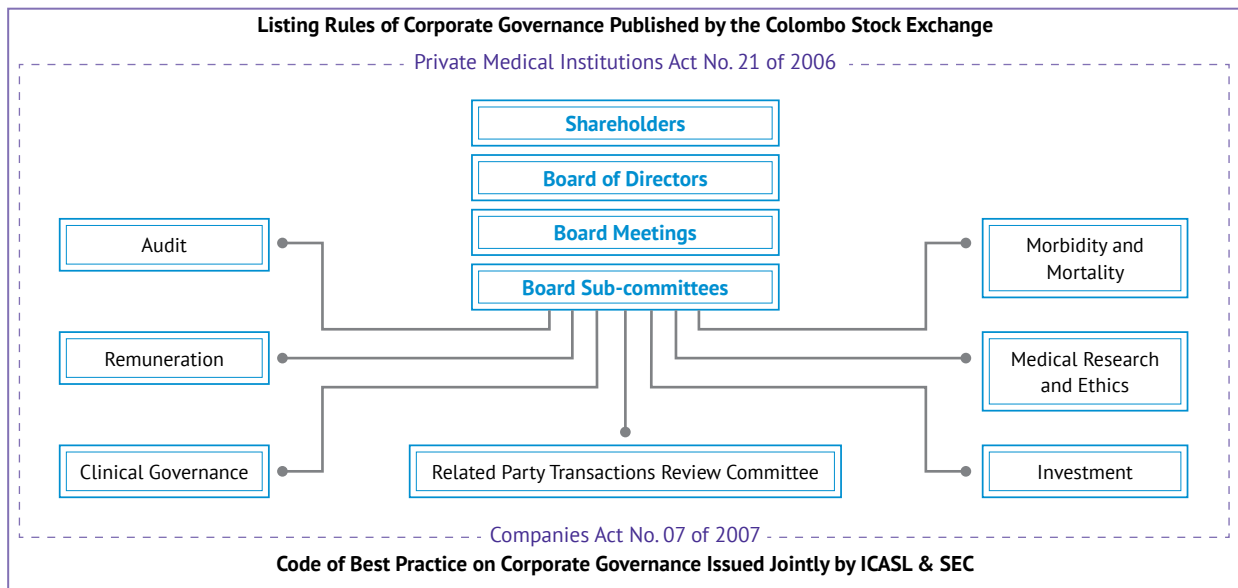 Listing Rules of Corporate Governance Published by the Colombo Stock Exchange
Private Medical Institutions Act No. 21 of 2006
Shareholders
Board of Directors
Board Meetings
Board Sub-committees
Audit
Remuneration
Clinical Governance
Related Party Transactions Review Committee
Morbidity and
Mortality
Medical Research
and Ethics
Investment
Companies Act No. 07 of 2007
Code of Best Practice on Corporate Governance Issued Jointly by ICASL & SEC